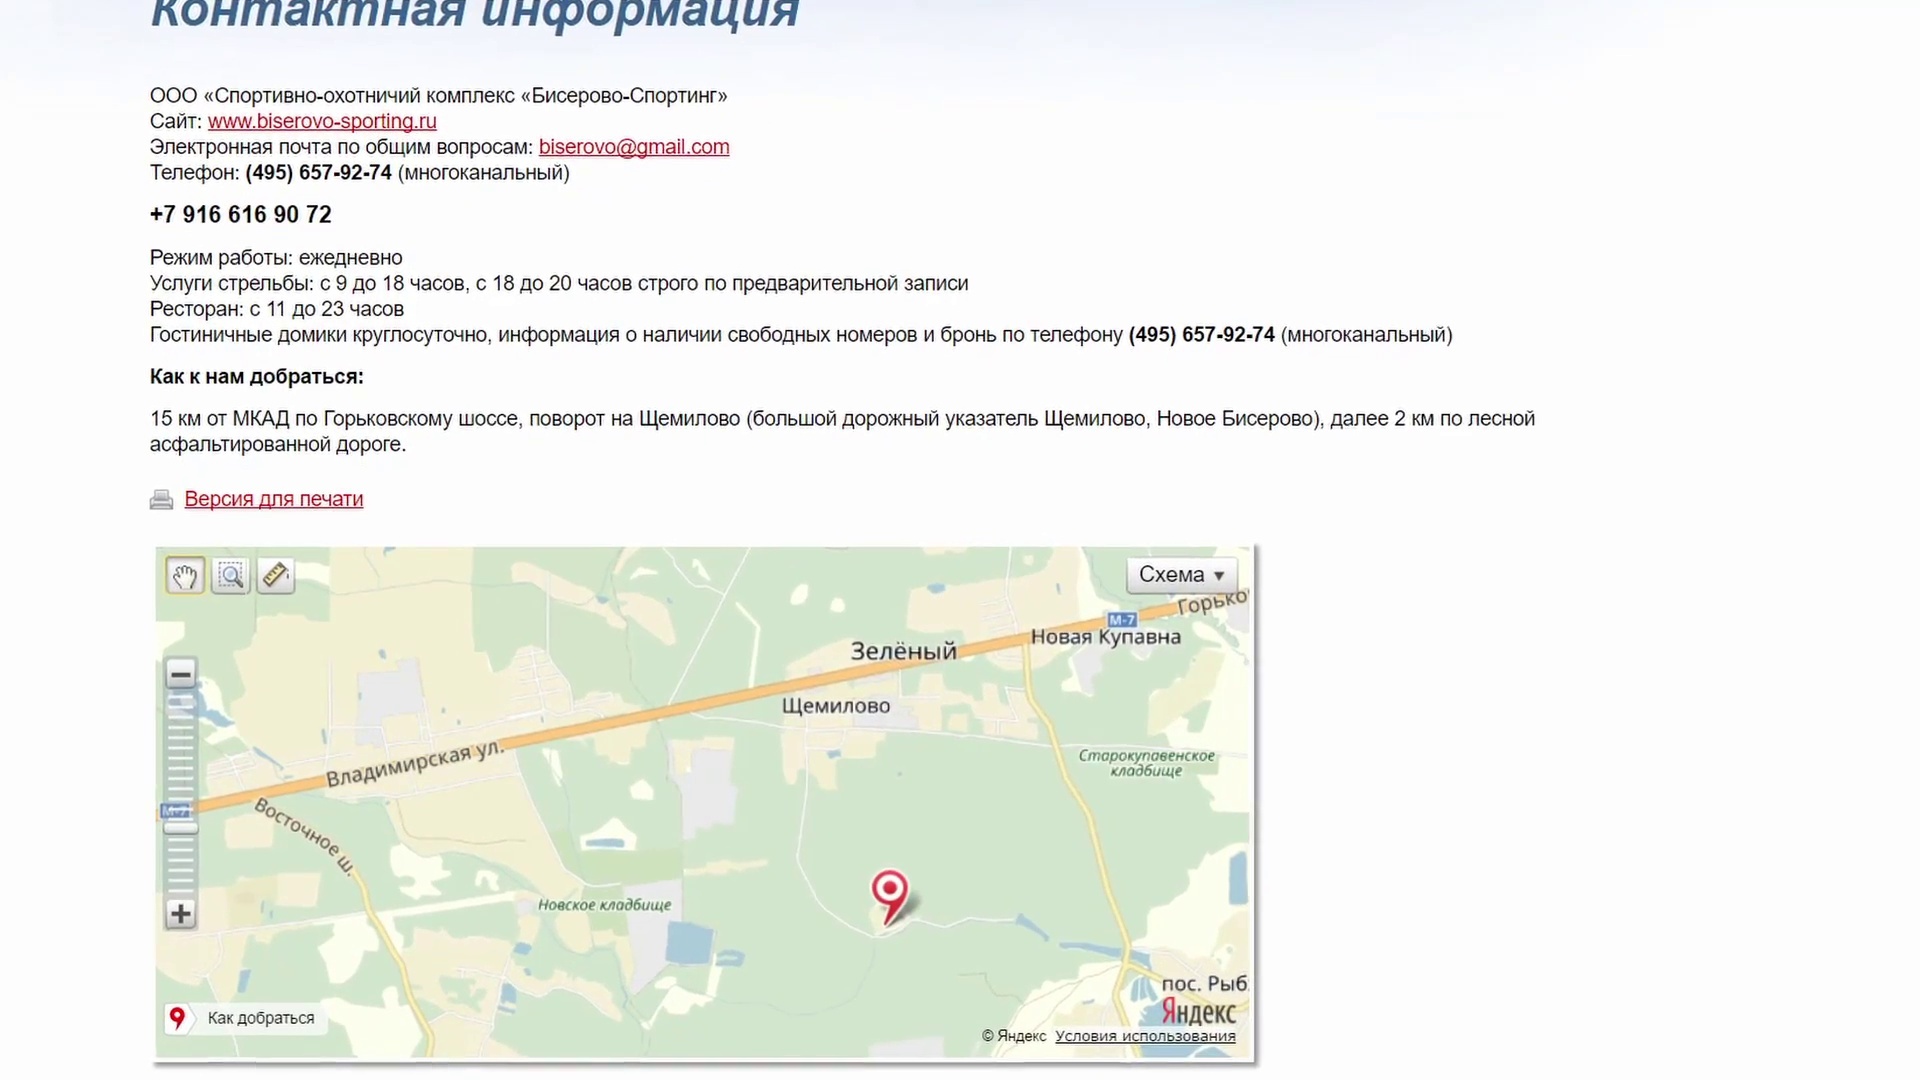 Контактная информация
ООО «Спортивно-охотничий комплекс «Бисерово-Спортинг»
Сайт: www.biserovo-sporting.ru
Электронная почта по общим вопросам: biserovo@gmail.com
Телефон: (495) 657-92-74 (многоканальный)
+7 916 616 90 72
Режим работы: ежедневно
Услуги стрельбы: с 9 до 18 часов, с 18 до 20 часов строго по предварительной записи
Ресторан: с 11 до 23 часов
Гостиничные домики круглосуточно, информация о наличии свободных номеров и бронь по телефону (495) 657-92-74 (многоканальный)
Как к нам добраться:
15 км от МКАД по Горьковскому шоссе, поворот на Щемилово (большой дорожный указатель Щемилово, Новое Бисерово), далее 2 км по лесной
асфальтированной дороге.
Версия для печати
Схема
Горько
М-7
Новая Купавна
Зелёный
Щемилово
Владимирская ул.
Старокупавенское
кладбище
М-7
Восточное ш.
Новское кладбище
пос. Рыб
Яндекс
Как добраться
© Яндекс Условия использования